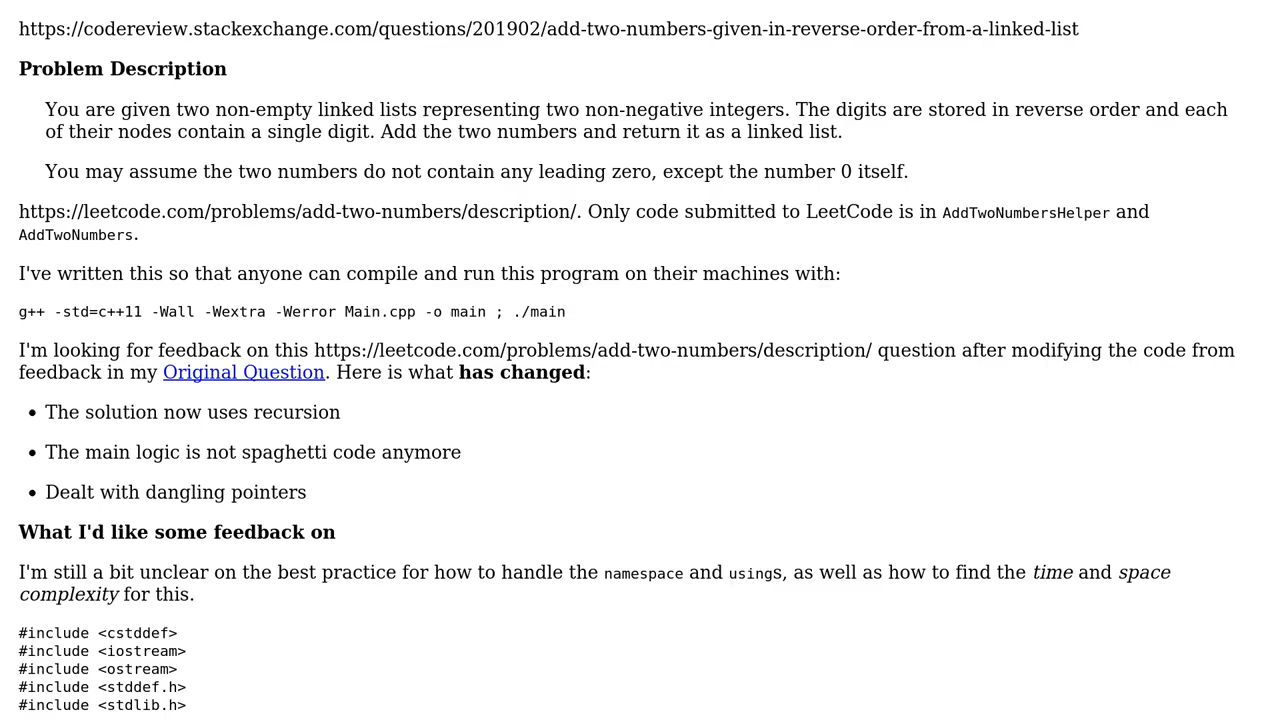 https://codereview.stackexchange.com/questions/201902/add-two-numbers-given-in-reverse-order-from-a-linked-list
Problem Description
You are given two non-empty linked lists representing two non-negative integers. The digits are stored in reverse order and each
of their nodes contain a single digit. Add the two numbers and return it as a linked list.
You may assume the two numbers do not contain any leading zero, except the number 0 itself.
https://leetcode.com/problems/add-two-numbers/description/. Only code submitted to LeetCode is in AddTwoNumbersHelper and
AddTwoNumbers.
I've written this so that anyone can compile and run this program on their machines with:
g++ -std=c++11 -Wall -Wextra -Werror Main.cpp -o main ; ./main
I'm looking for feedback on this https://leetcode.com/problems/add-two-numbers/description/ question after modifying the code from
feedback in my Original Question. Here is what has changed:
• The solution now uses recursion
• The main logic is not spaghetti code anymore
• Dealt with dangling pointers
What I'd like some feedback on
I'm still a bit unclear on the best practice for how to handle the namespace and usings, as well as how to find the time and space
complexity for this.
#include <cstddef>
#include <iostream>
#include <ostream>
#include <stddef.h>
#include <stdlib.h>